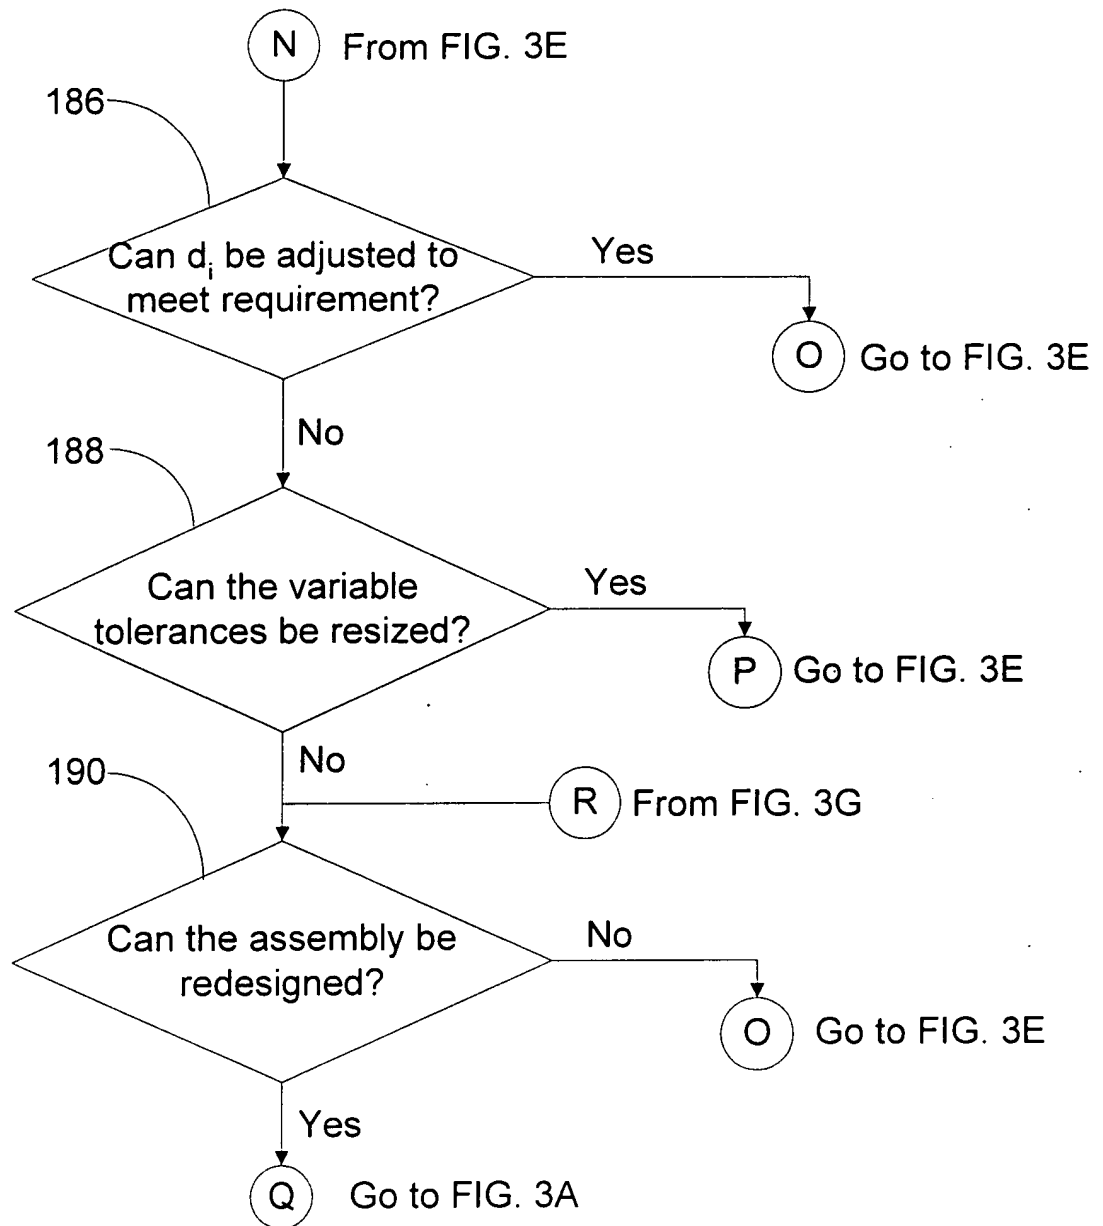 N From FIG. 3E
186
Can di be adjusted to
meet requirement?
Yes
O Go to FIG. 3E
No
188
Can the variable
tolerances be resized?
Yes
P Go to FIG. 3E
No
190
R From FIG. 3G
Can the assembly be
redesigned?
No
O Go to FIG. 3E
Yes
Q Go to FIG. 3A